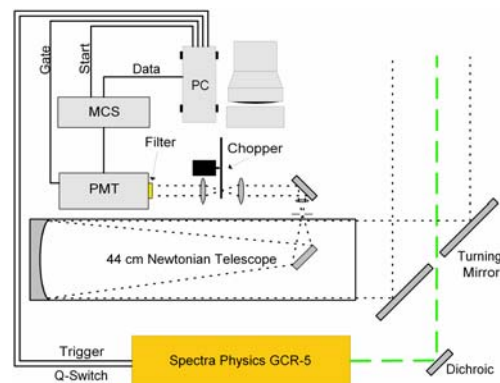 Gate
Start
Data
PC
MCS
Filter
Chopper
PMT
44 cm Newtonian Telescope
Turning
Mirror
Trigger
Spectra Physics GCR-5
Dichroic
Q-Switch